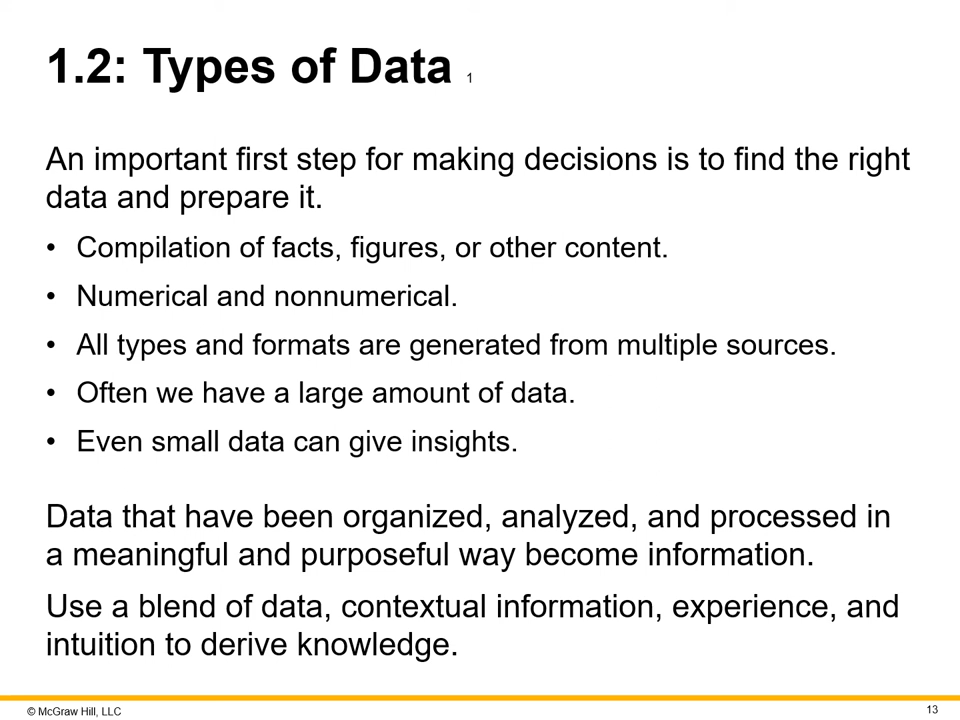 1.2: Types of Data 1
An important first step for making decisions is to find the right
data and prepare it.
• Compilation of facts, figures, or other content.
• Numerical and nonnumerical.
• All types and formats are generated from multiple sources.
• Often we have a large amount of data.
• Even small data can give insights.
Data that have been organized, analyzed, and processed in
a meaningful and purposeful way become information.
Use a blend of data, contextual information, experience, and
intuition to derive knowledge.
© McGraw Hill, LLC
13